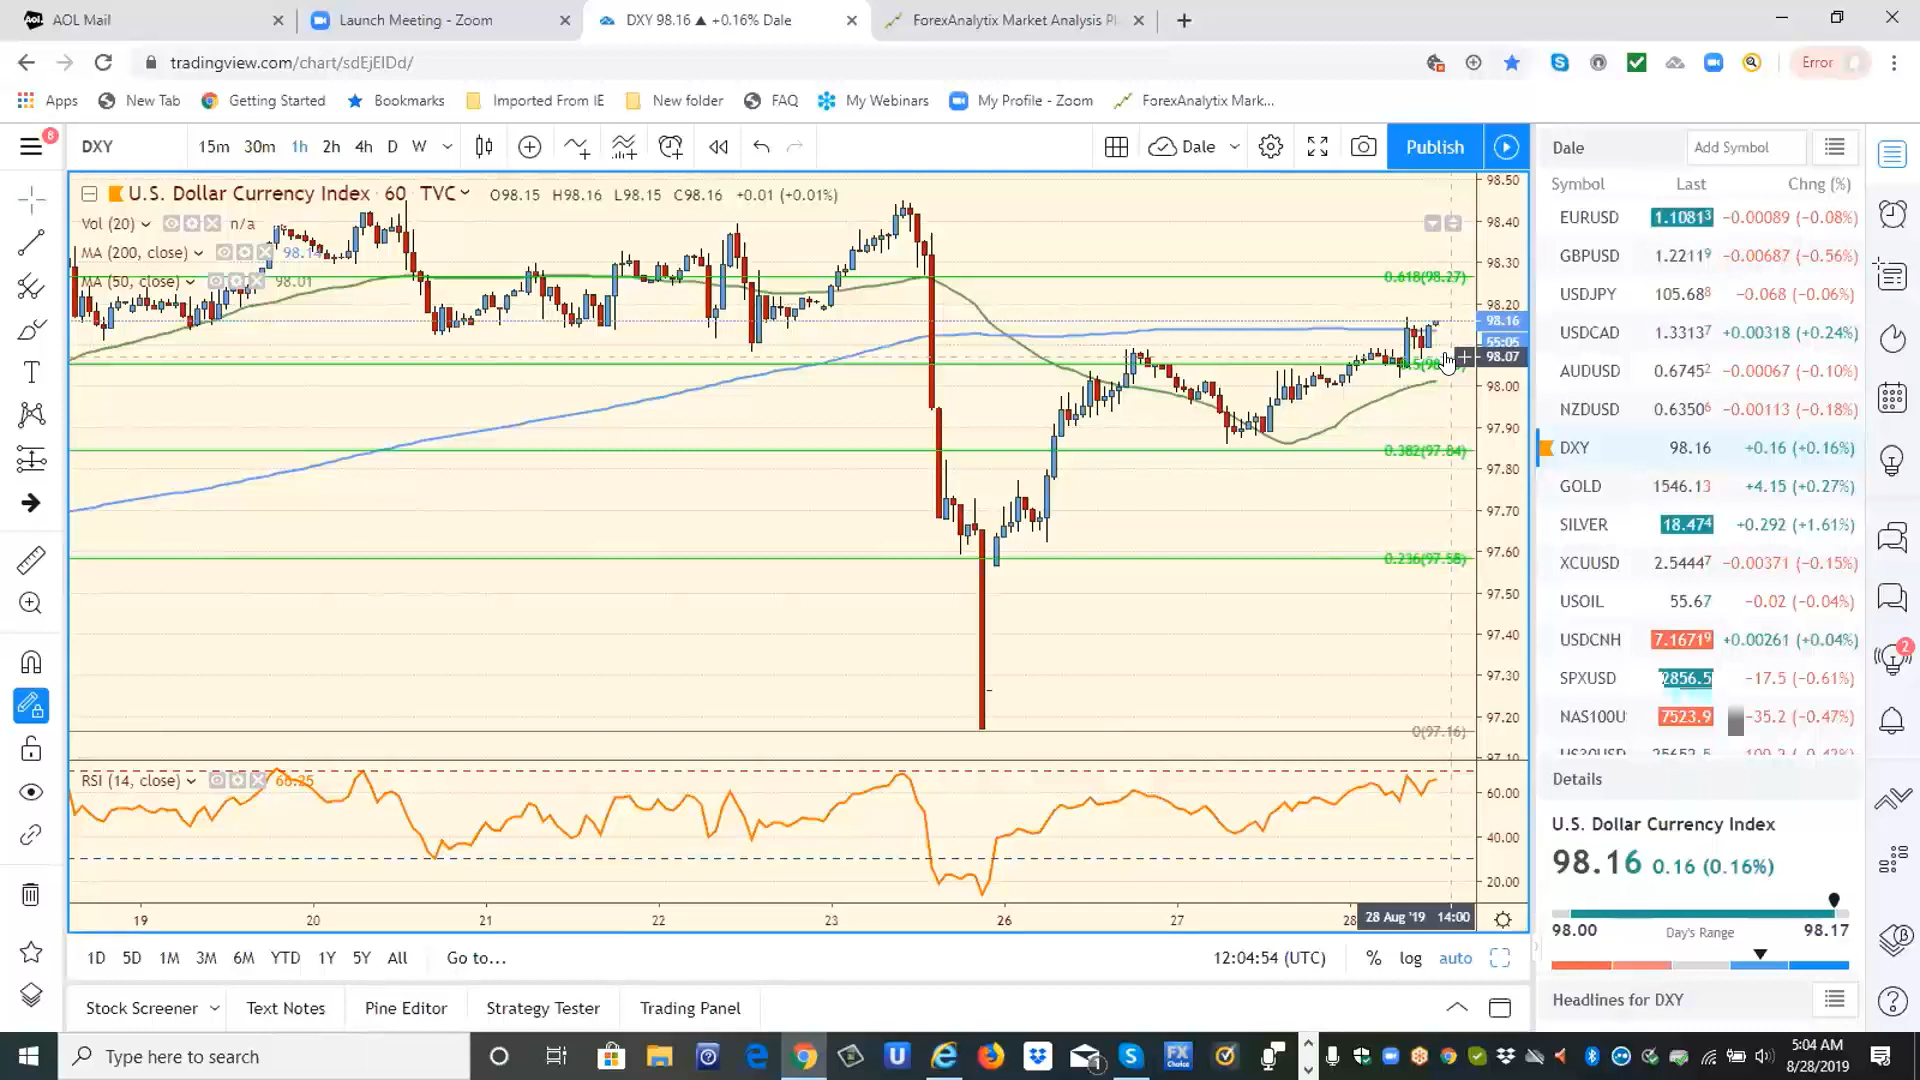 AOL Mail
Launch Meeting - Zoom
DXY 98.16 ▲ +0.16% Dale
ForexAnalytix Market Analysis Pl
tradingview.com/chart/sdEjEIDd/
Error
Apps
New Tab
Getting Started
Bookmarks
Imported From IE
New folder
FAQ
My Webinars
My Profile - Zoom
ForexAnalytix Mark...
8
DXY
15m 30m 1h 2h 4h D W
Dale
Publish
U.S. Dollar Currency Index · 60 TVC
O98.15 H98.16 L98.15 C98.16 +0.01 (+0.01%)
Vol (20) n/a
MA (200, close) 98.14
MA (50, close) 98.01
0.618(98.27)
0.382(97.84)
0.236(97.58)
0(97.16)
98.50
98.40
98.30
98.20
98.16
55:05
98.07
98.00
97.90
97.80
97.70
97.60
97.50
97.40
97.30
97.20
97.10
RSI (14, close) 66.25
60.00
40.00
20.00
19 20 21 22 23 26 27 28
28 Aug '19 14:00
1D 5D 1M 3M 6M YTD 1Y 5Y All
Go to...
12:04:54 (UTC)
% log auto
Stock Screener
Text Notes
Pine Editor
Strategy Tester
Trading Panel
Dale
Add Symbol
Symbol Last Chng (%)
EURUSD 1.10813 −0.00089 (−0.08%)
GBPUSD 1.22119 −0.00687 (−0.56%)
USDJPY 105.688 −0.068 (−0.06%)
USDCAD 1.33137 +0.00318 (+0.24%)
AUDUSD 0.67452 −0.00067 (−0.10%)
NZDUSD 0.63506 −0.00113 (−0.18%)
DXY 98.16 +0.16 (+0.16%)
GOLD 1546.13 +4.15 (+0.27%)
SILVER 18.474 +0.292 (+1.61%)
XCUUSD 2.54447 −0.00371 (−0.15%)
USOIL 55.67 −0.02 (−0.04%)
USDCNH 7.16719 +0.00261 (+0.04%)
SPXUSD 2856.5 −17.5 (−0.61%)
NAS100U 7523.9 −35.2 (−0.47%)
2
Details
U.S. Dollar Currency Index
98.16 0.16 (0.16%)
98.00 Day's Range 98.17
Headlines for DXY
Type here to search
FX Choice
1
5:04 AM
8/28/2019